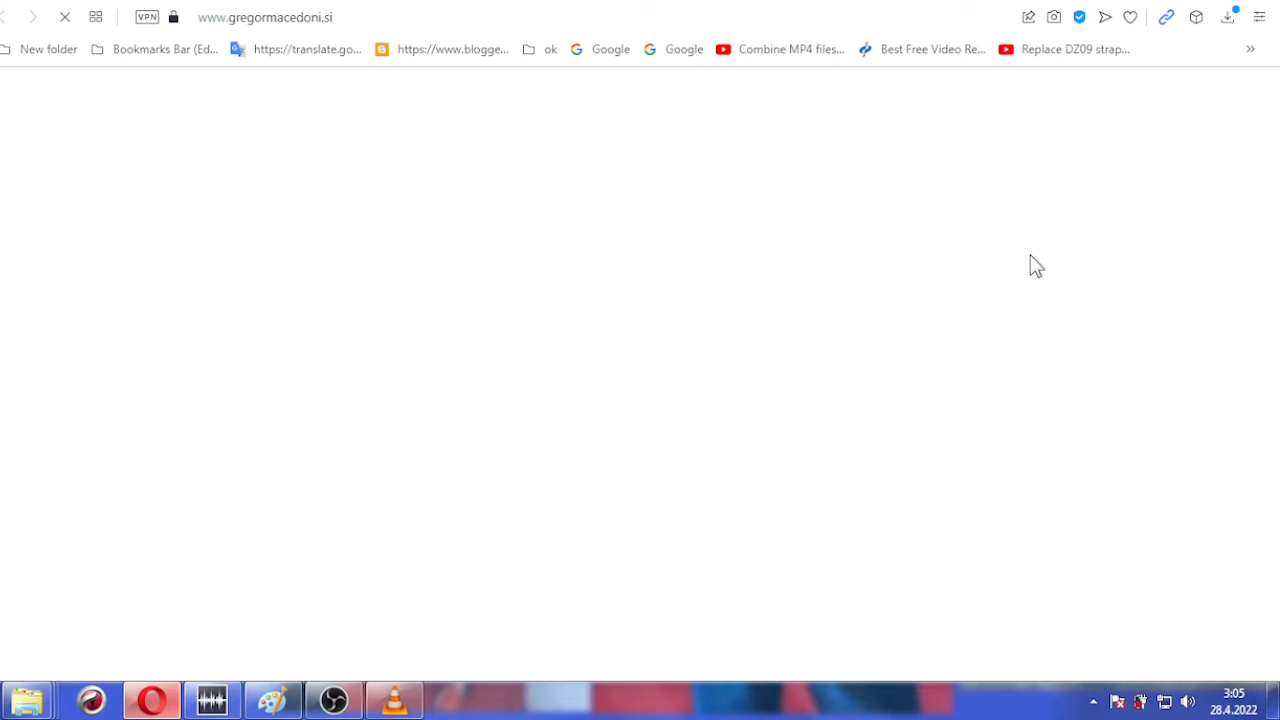 VPN www.gregormacedoni.si
New folder Bookmarks Bar (Ed... https://translate.go... https://www.blogge... ok Google Google Combine MP4 files... Best Free Video Re... Replace DZ09 strap... »
3:05
28.4.2022